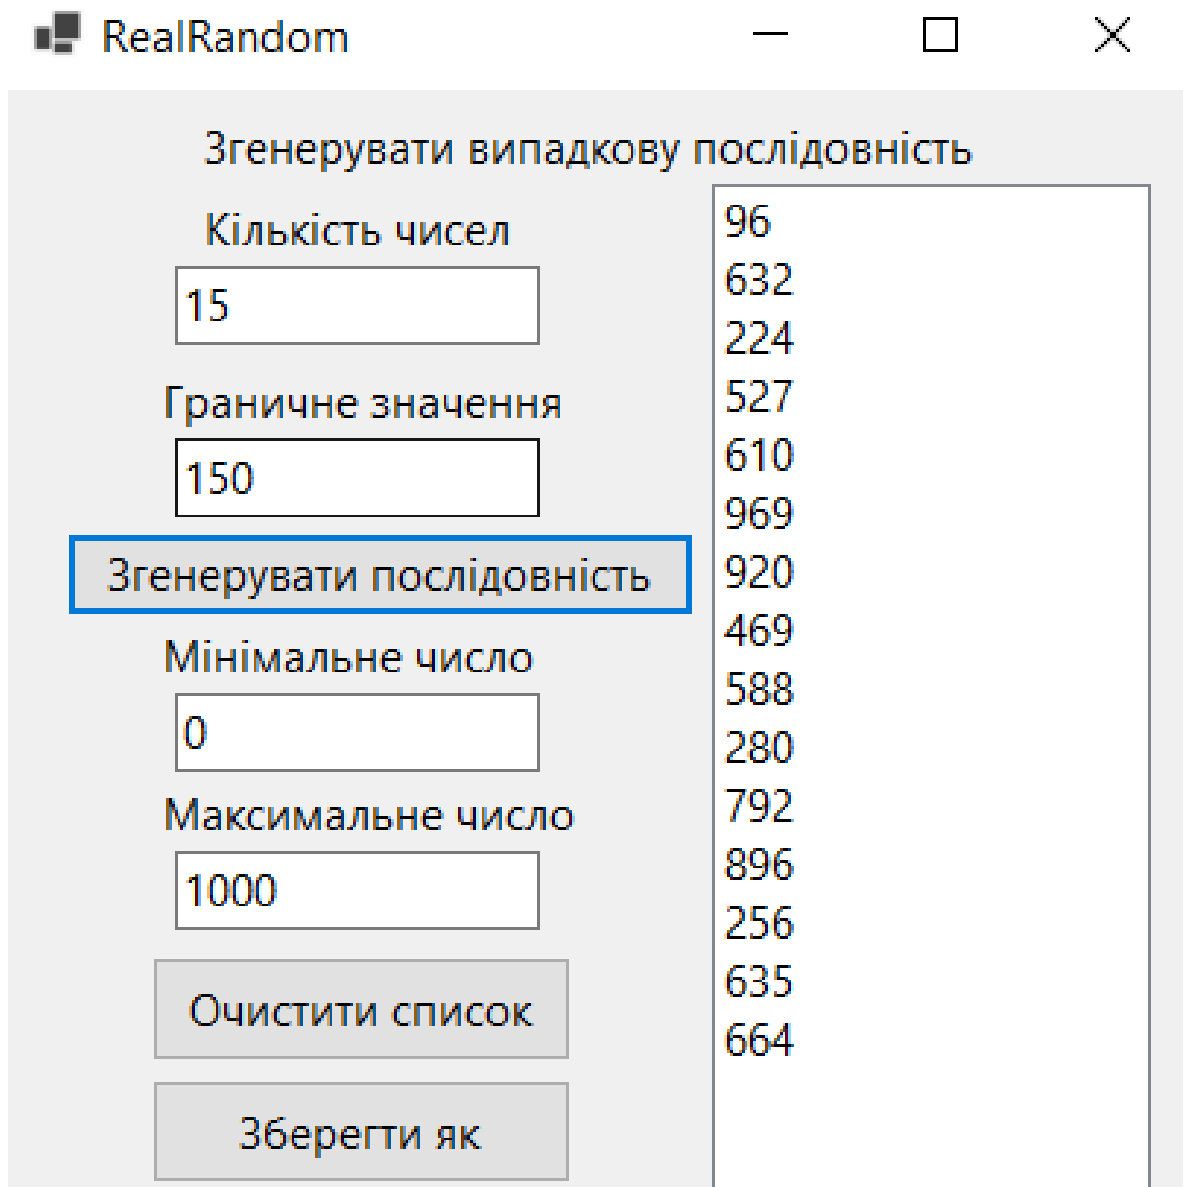 RealRandom
Згенерувати випадкову послідовність
Кількість чисел
15
Граничне значення
150
Згенерувати послідовність
Мінімальне число
0
Максимальне число
1000
Очистити список
Зберегти як
96
632
224
527
610
969
920
469
588
280
792
896
256
635
664